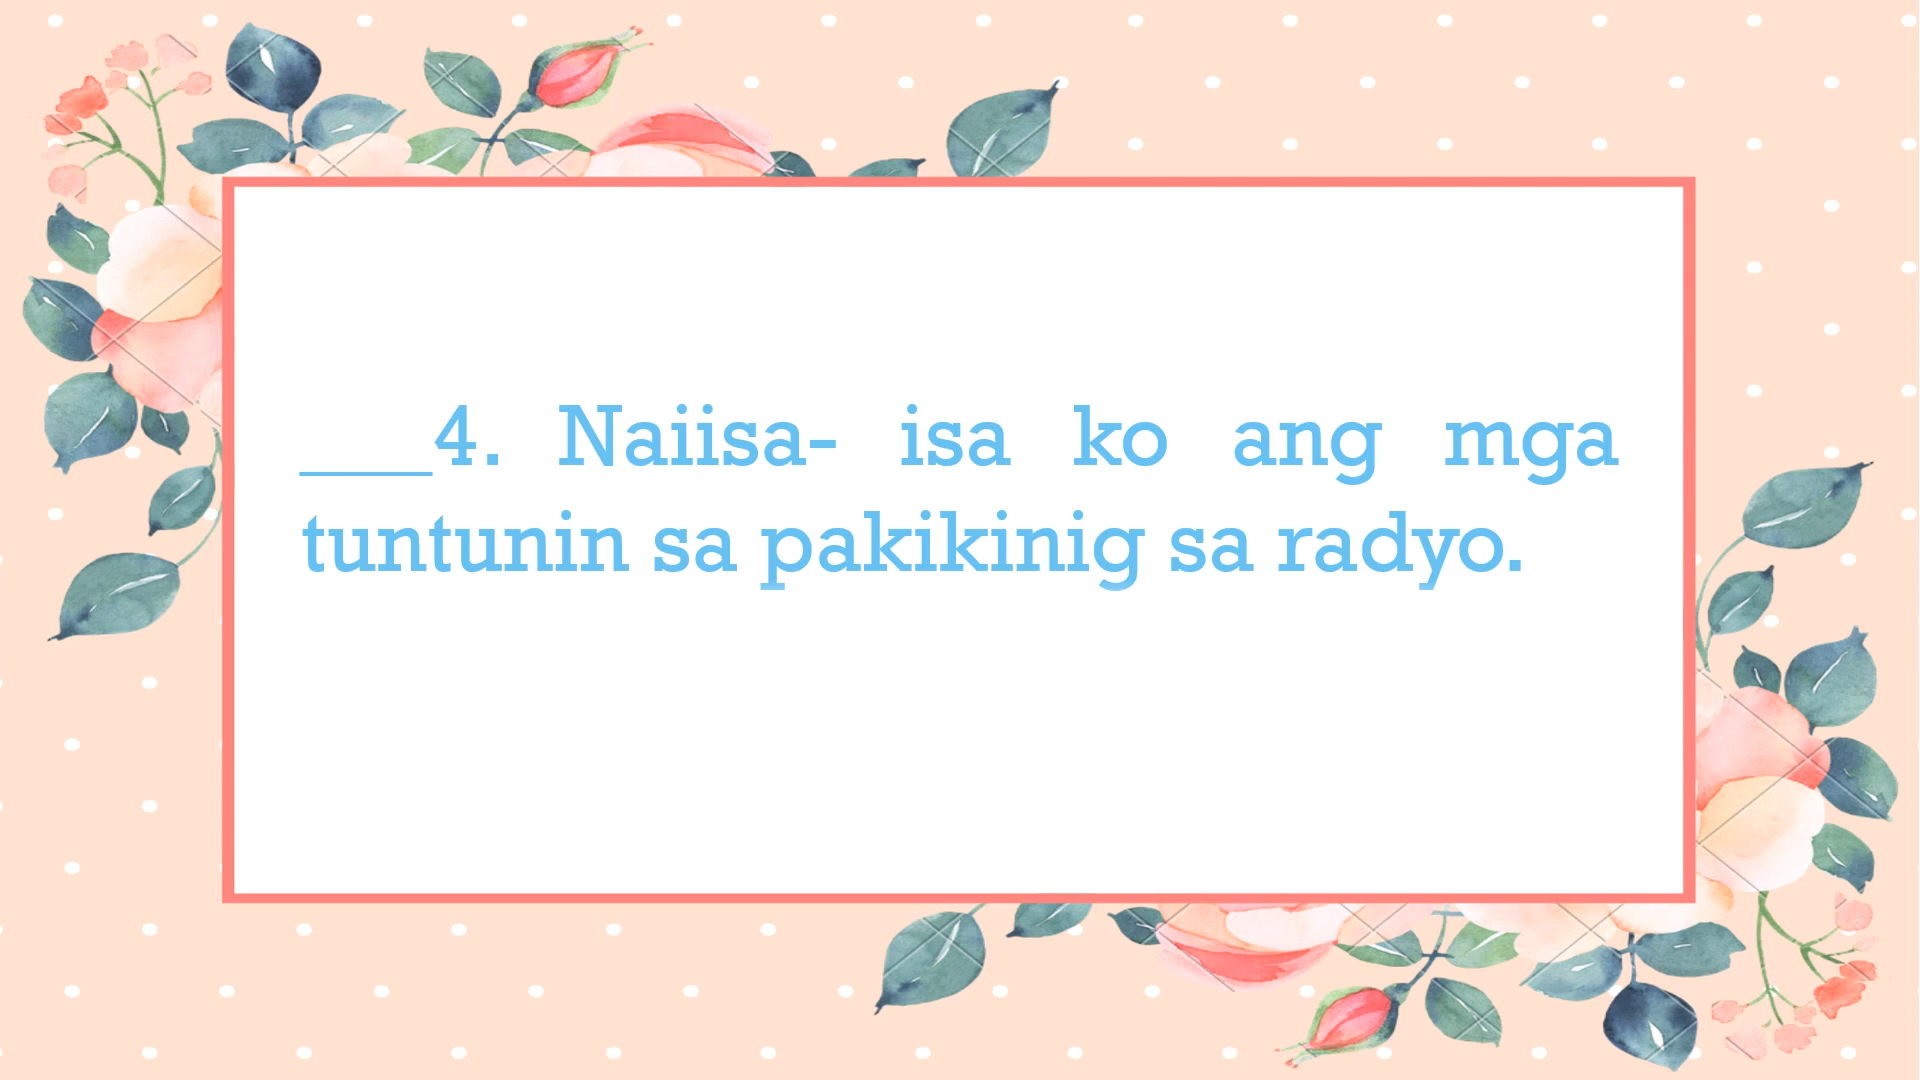 ___4. Naiisa- isa ko ang mga
tuntunin sa pakikinig sa radyo.